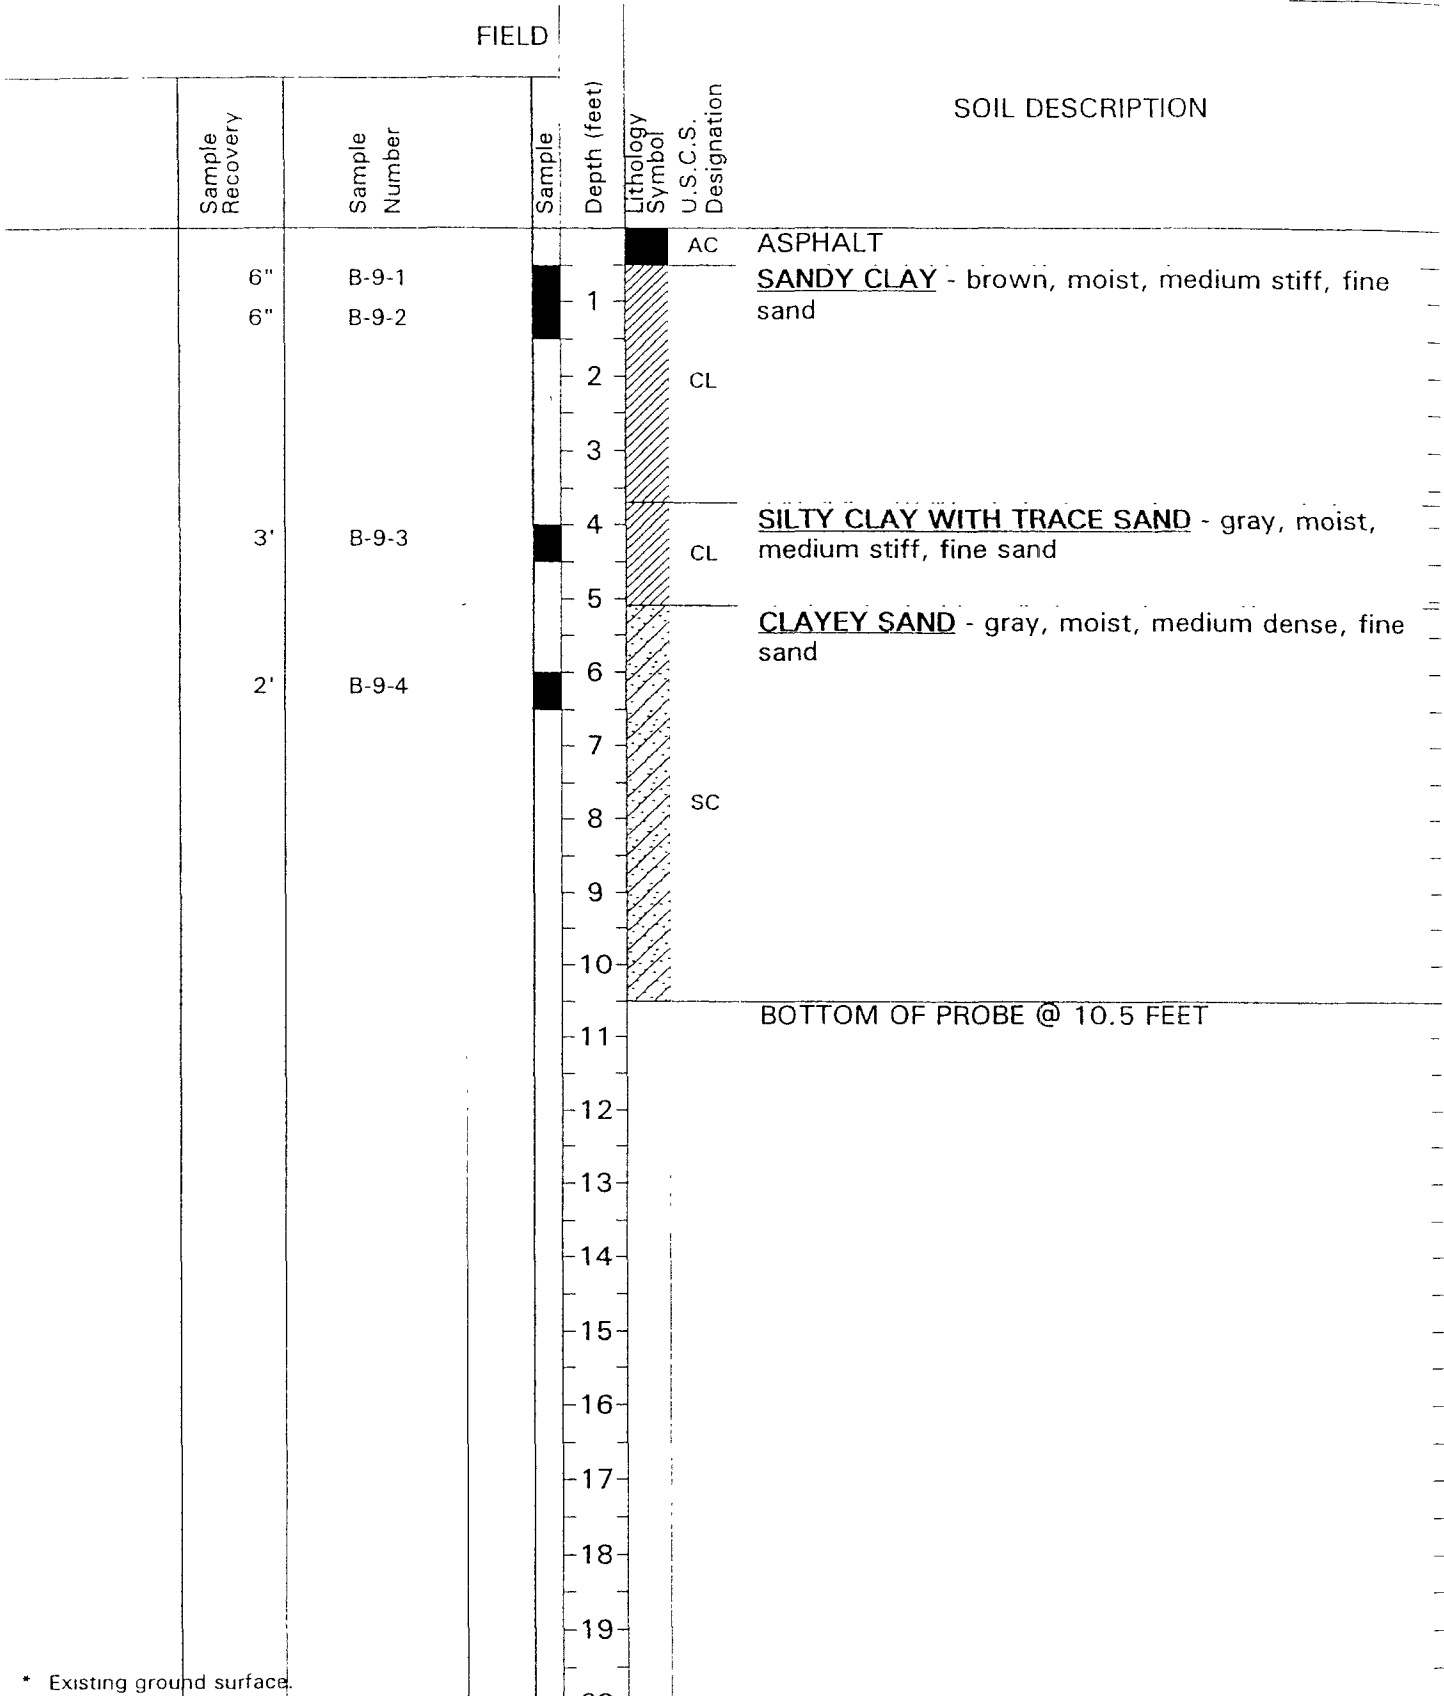 FIELD
Sample
Recovery
Sample
Number
Sample
Depth (feet)
Lithology
Symbol
U.S.C.S.
Designation
SOIL DESCRIPTION
AC ASPHALT
6" B-9-1 SANDY CLAY - brown, moist, medium stiff, fine
1 sand
6" B-9-2
2 CL
3
4 SILTY CLAY WITH TRACE SAND - gray, moist,
3' B-9-3 CL medium stiff, fine sand
5
CLAYEY SAND - gray, moist, medium dense, fine
sand
6
2' B-9-4
7
SC
8
9
10
BOTTOM OF PROBE @ 10.5 FEET
11
12
13
14
15
16
17
18
19
* Existing ground surface.